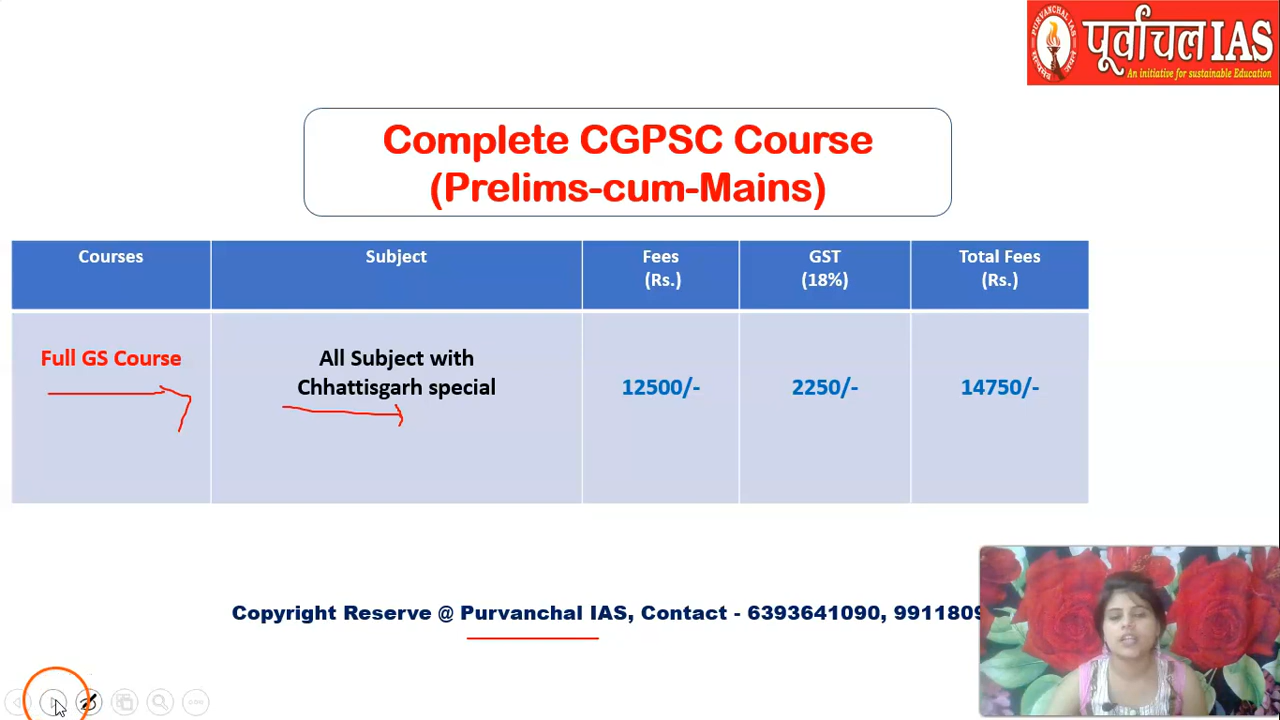 पूर्वांचल IAS
An initiative for sustainable Education
PURVANCHAL IAS
Complete CGPSC Course
(Prelims-cum-Mains)
Courses Subject Fees (Rs.) GST (18%) Total Fees (Rs.)
Full GS Course All Subject with Chhattisgarh special 12500/- 2250/- 14750/-
Copyright Reserve @ Purvanchal IAS, Contact - 6393641090,